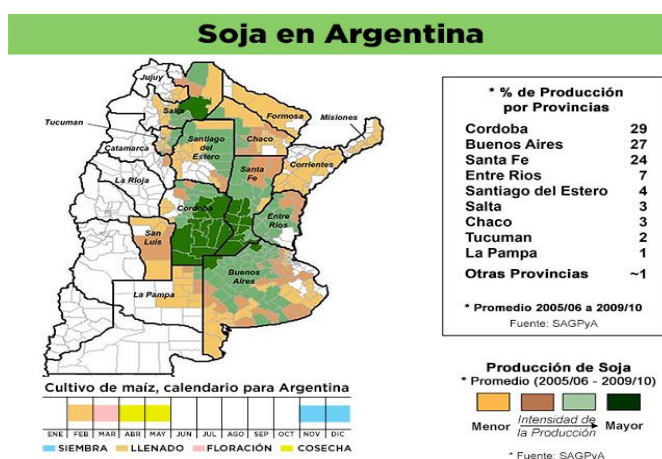 Soja en Argentina
Jujuy
Salta
Formosa
Misiones
Tucuman
Santiago
del
Estero
Chaco
Catamarca
Corrientes
La Rioja
Santa
Fe
Cordoba
Entre
Rios
San
Luis
Buenos
Aires
La Pampa
* % de Producción
por Provincias
Cordoba 29
Buenos Aires 27
Santa Fe 24
Entre Rios 7
Santiago del Estero 4
Salta 3
Chaco 3
Tucuman 2
La Pampa 1
Otras Provincias ~1
* Promedio 2005/06 a 2009/10
Fuente: SAGPyA
Cultivo de maíz, calendario para Argentina
ENE FEB MAR ABR MAY JUN JUL AGO SEP OCT NOV DIC
SIEMBRA LLENADO FLORACIÓN COSECHA
Producción de Soja
* Promedio (2005/06 - 2009/10)
Menor Intensidad de la Producción Mayor
* Fuente: SAGPyA